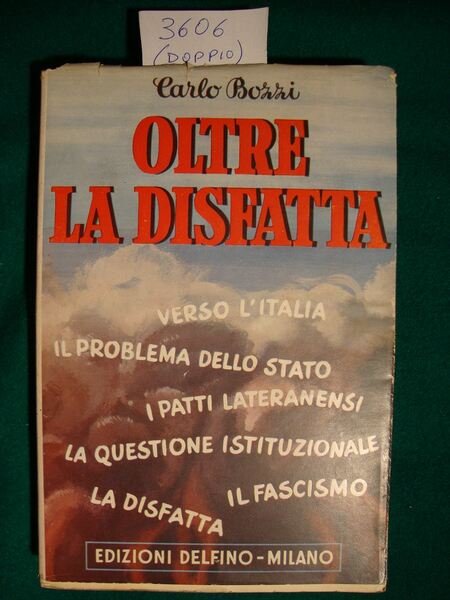 3606
(DOPPIO)
Carlo Bozzi
OLTRE
LA DISFATTA
VERSO L'ITALIA
IL PROBLEMA DELLO STATO
I PATTI LATERANENSI
LA QUESTIONE ISTITUZIONALE
LA DISFATTA IL FASCISMO
EDIZIONI DELFINO-MILANO